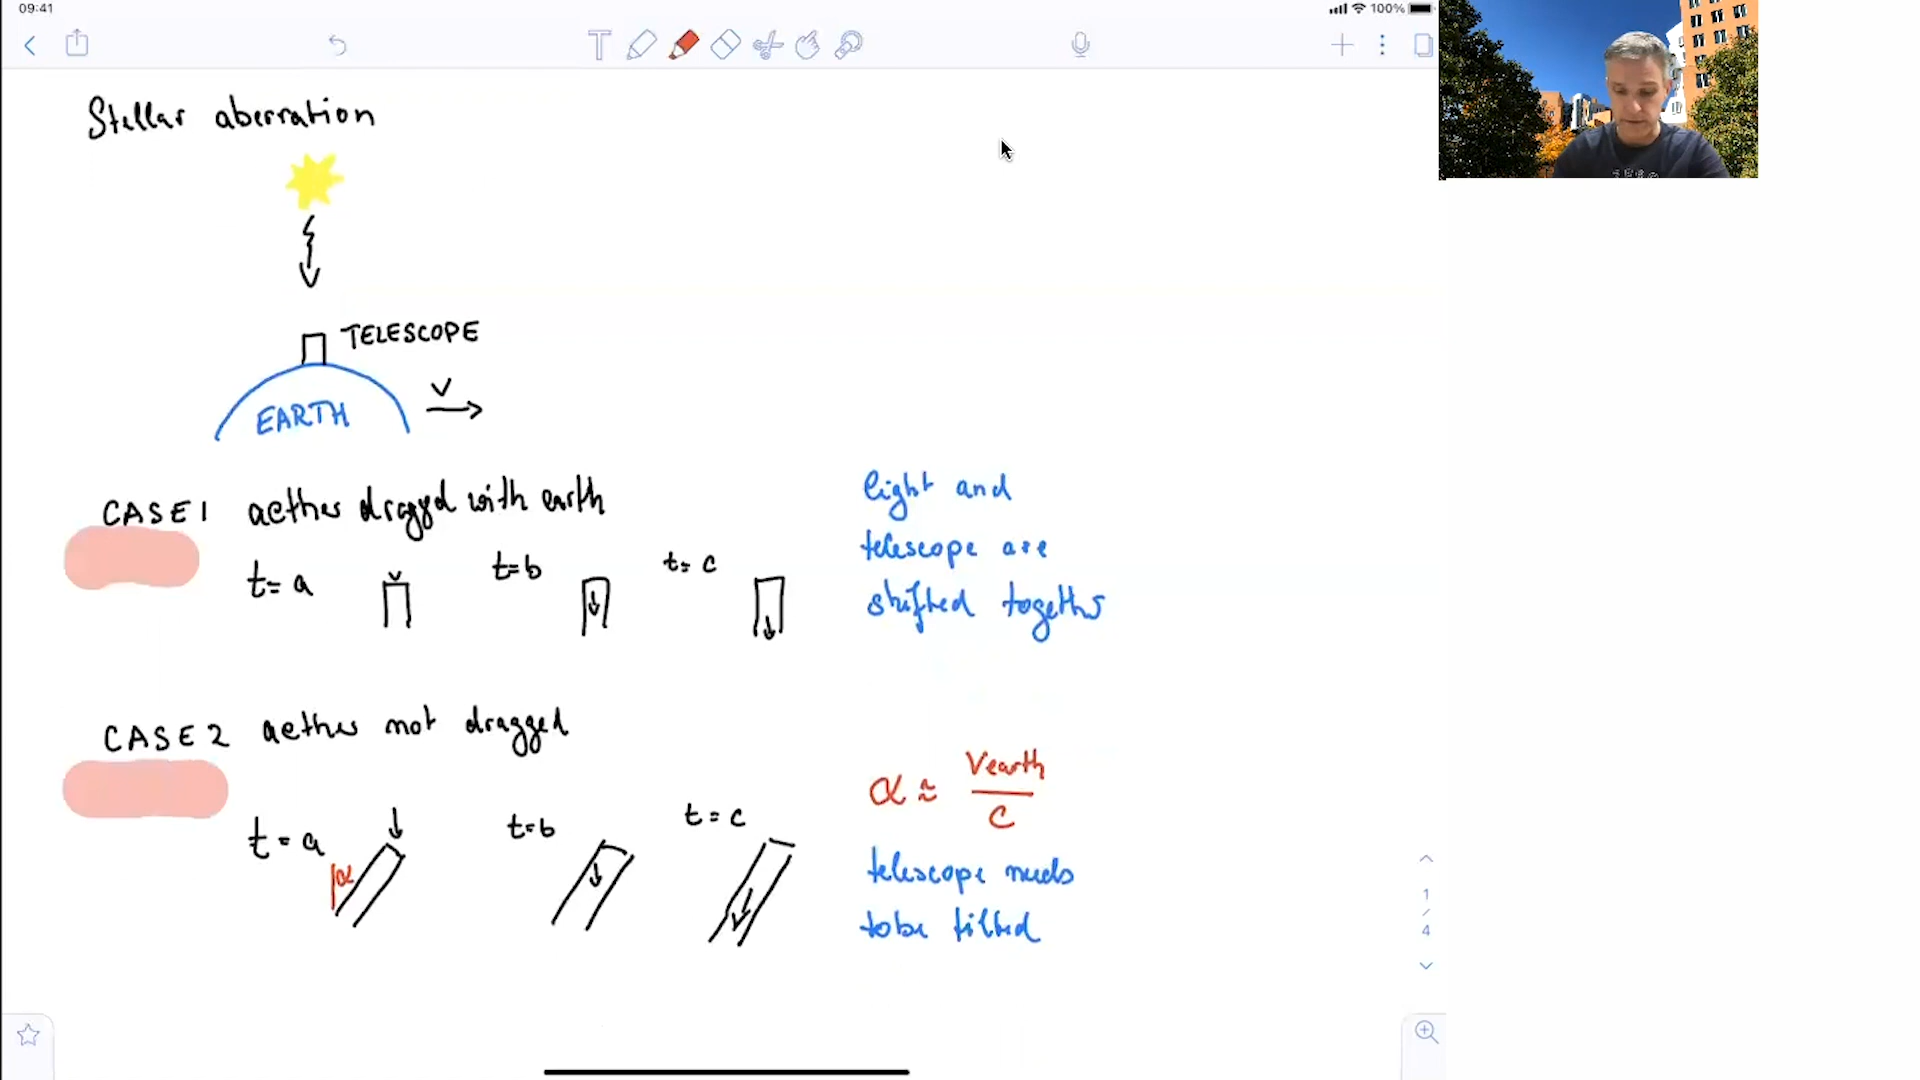 09:41
100%
Stellar aberration
TELESCOPE
V
EARTH
CASE 1 aether dragged with earth
t = a
t = b
t = c
light and
telescope are
shifted together
CASE 2 aether not dragged
t = a
α
t = b
t = c
α ≈ Vearth / c
telescope needs
to be tilted
1
/
4